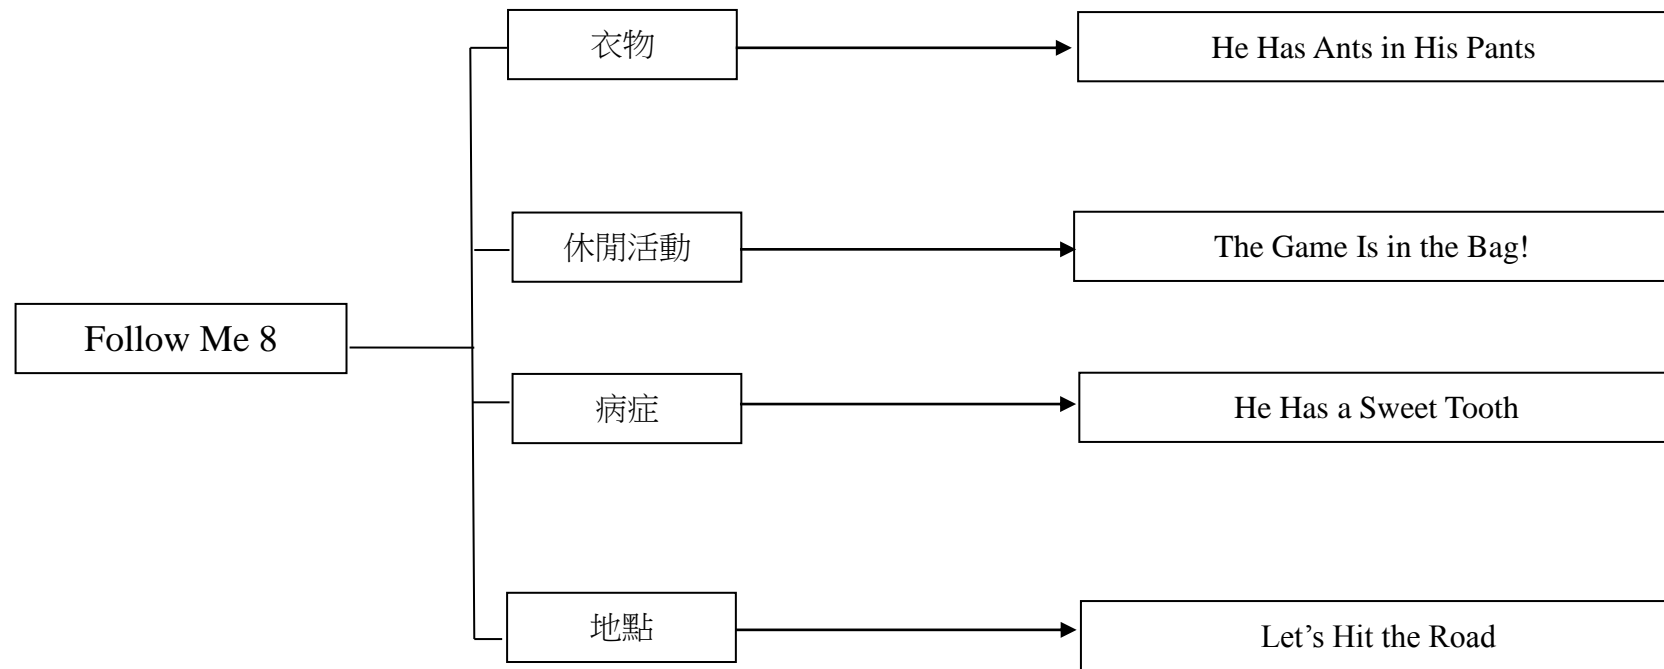 衣物
He Has Ants in His Pants
休閒活動
The Game Is in the Bag!
Follow Me 8
病症
He Has a Sweet Tooth
地點
Let’s Hit the Road